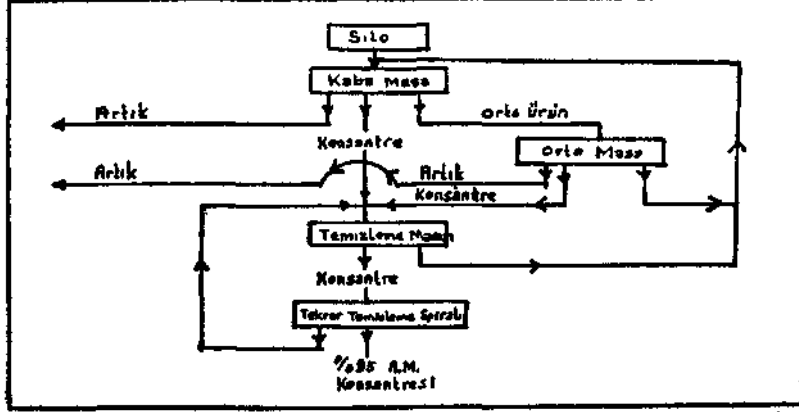 Silo
Kaba Masa
Artık
Orta Ürün
Konsantre
Orta Masa
Artık
Artık
Konsantre
Temizleme Masası
Konsantre
Tekrar Temizleme Spirali
%95 A.M.
Konsantresi